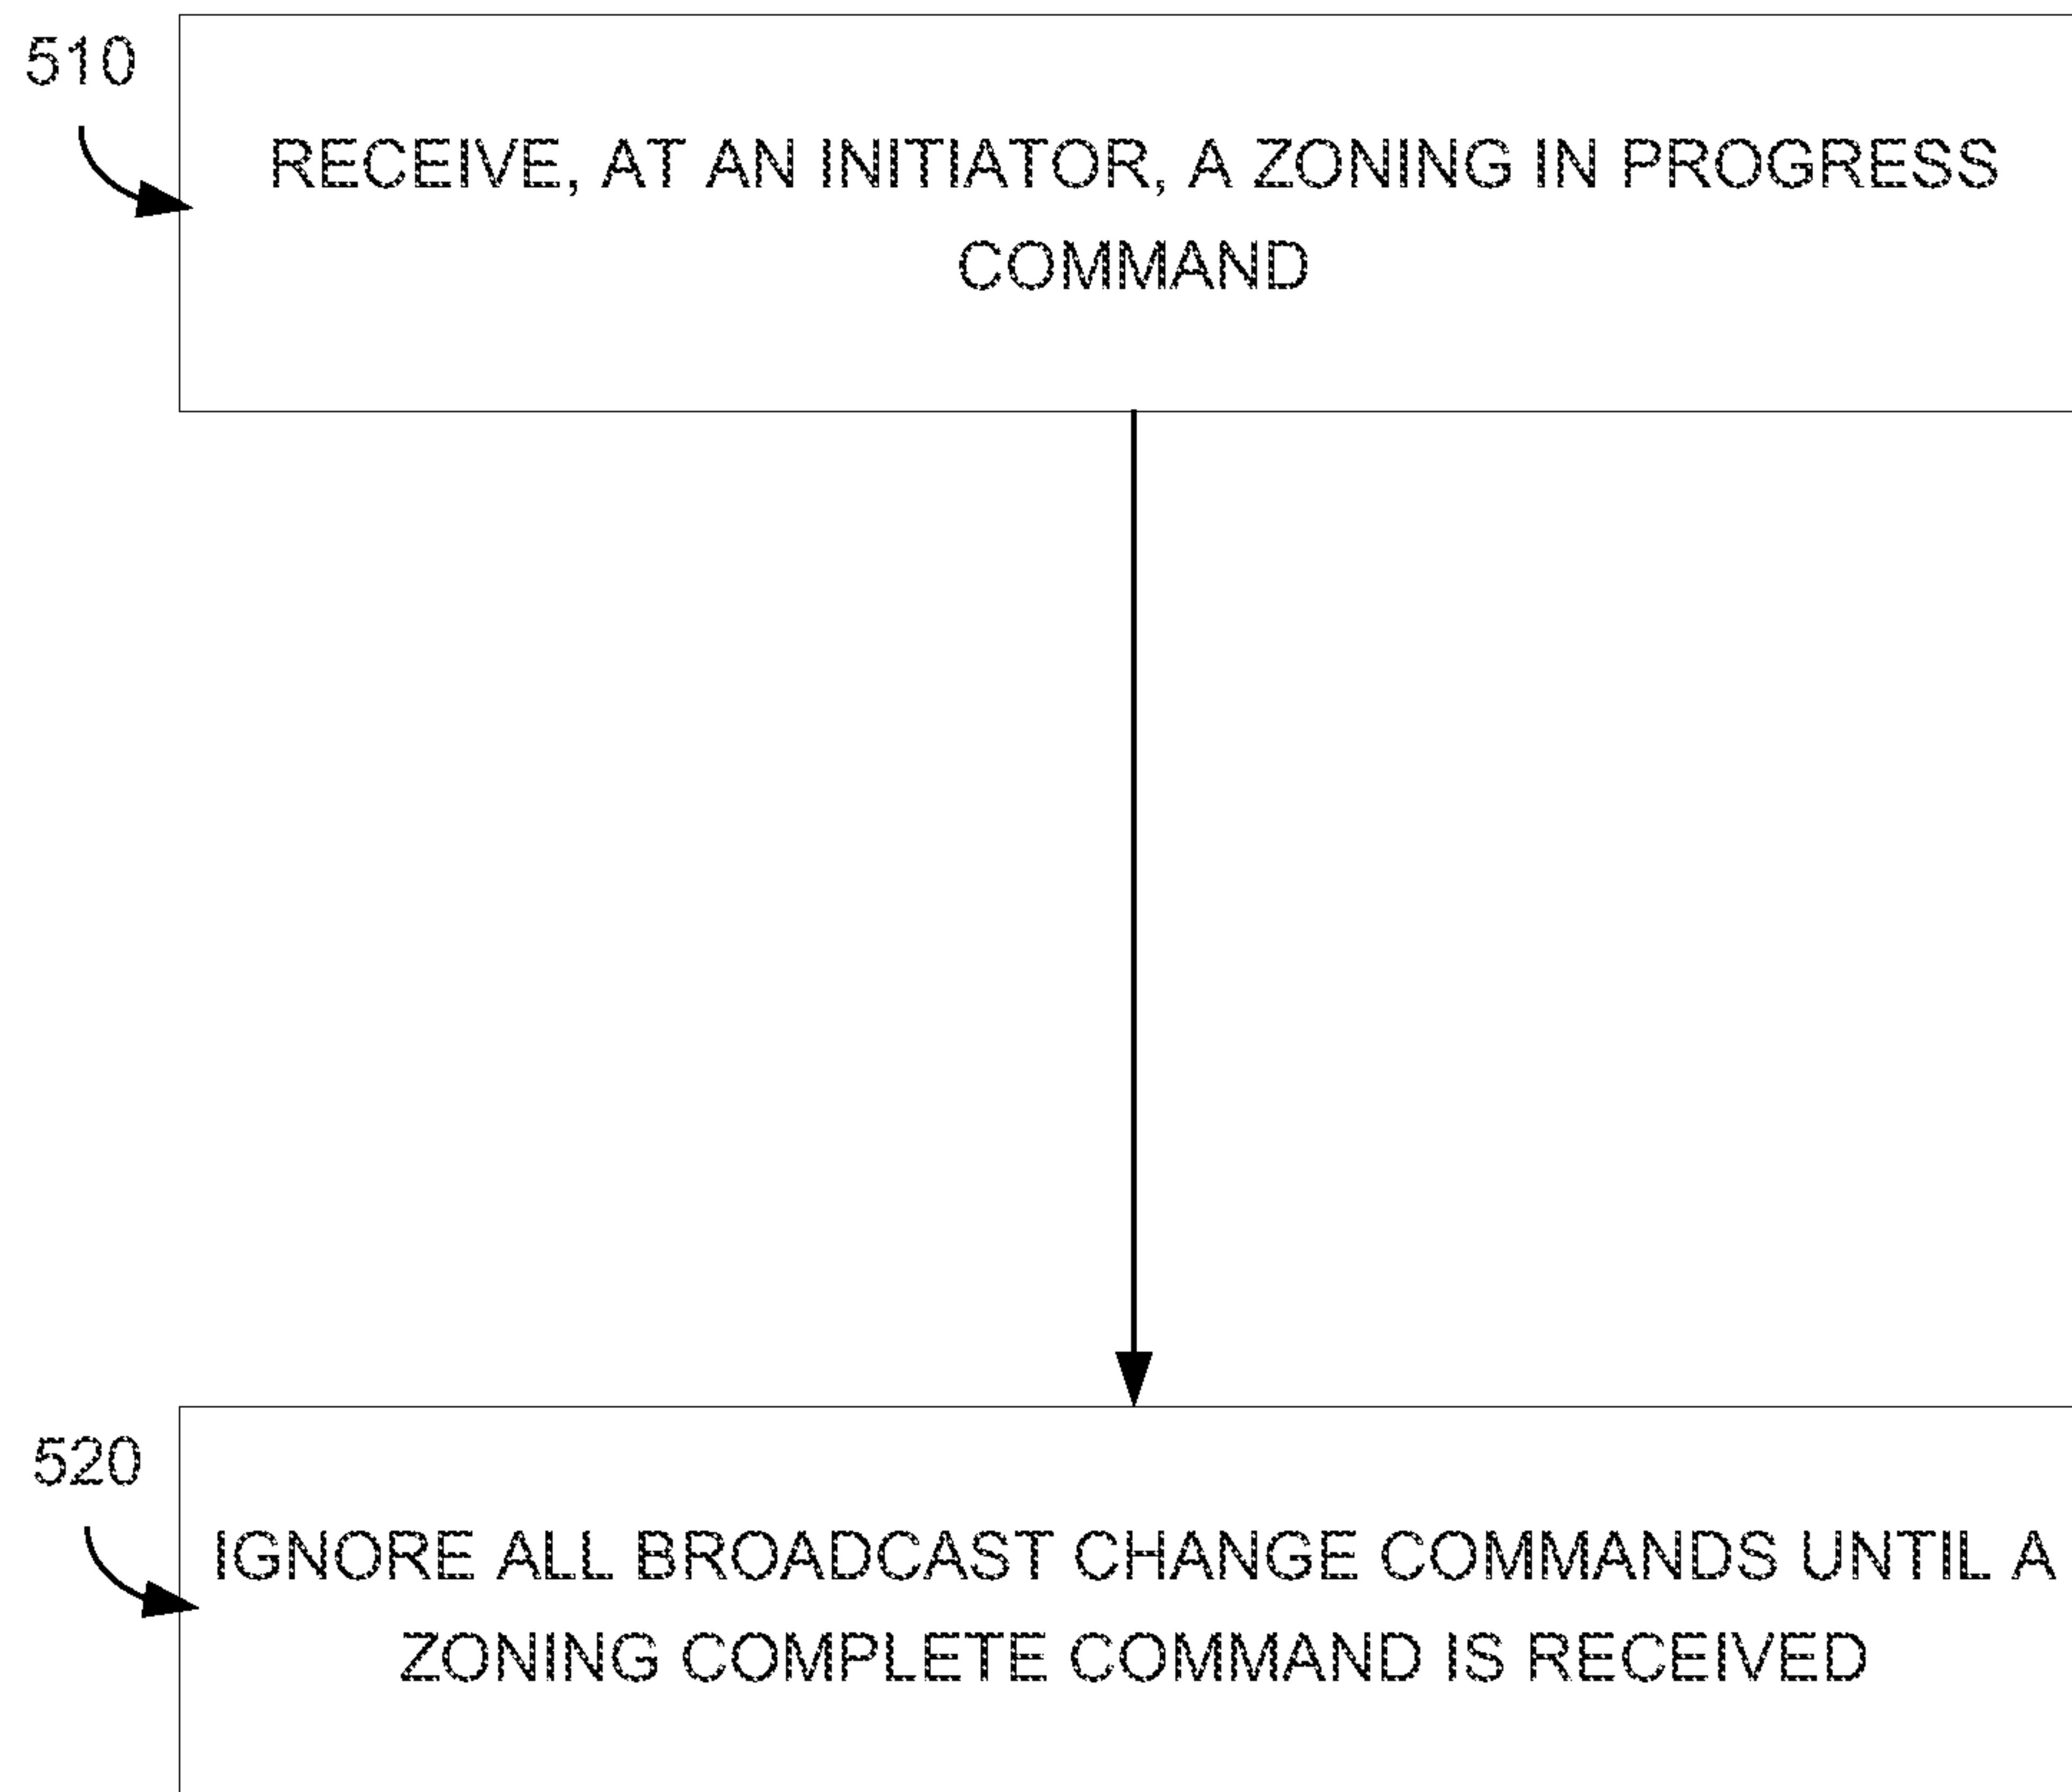 510
RECEIVE, AT AN INITIATOR, A ZONING IN PROGRESS
COMMAND
520
IGNORE ALL BROADCAST CHANGE COMMANDS UNTIL A
ZONING COMPLETE COMMAND IS RECEIVED